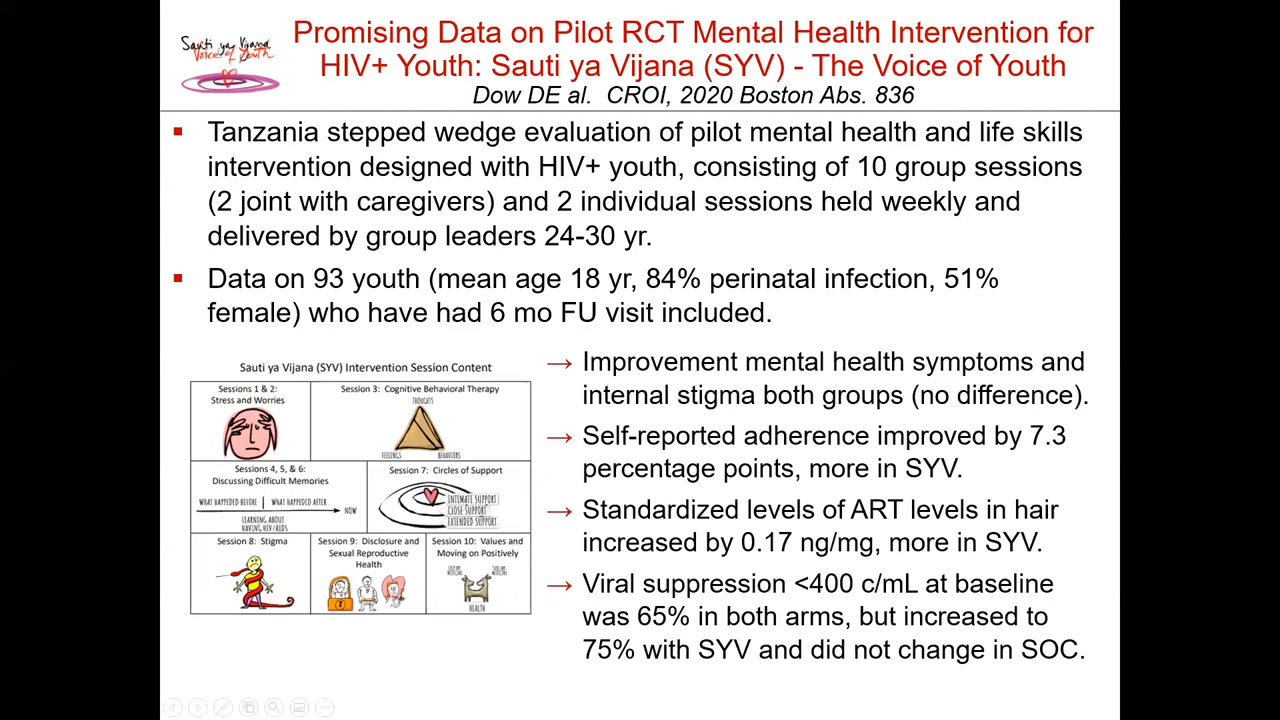 Sauti ya Vijana
Voice of Youth
Promising Data on Pilot RCT Mental Health Intervention for
HIV+ Youth: Sauti ya Vijana (SYV) - The Voice of Youth
Dow DE al. CROI, 2020 Boston Abs. 836
Tanzania stepped wedge evaluation of pilot mental health and life skills
intervention designed with HIV+ youth, consisting of 10 group sessions
(2 joint with caregivers) and 2 individual sessions held weekly and
delivered by group leaders 24-30 yr.
Data on 93 youth (mean age 18 yr, 84% perinatal infection, 51%
female) who have had 6 mo FU visit included.
Sauti ya Vijana (SYV) Intervention Session Content
Sessions 1 & 2:
Stress and Worries
Session 3: Cognitive Behavioral Therapy
THOUGHTS
FEELINGS
BEHAVIORS
Sessions 4, 5, & 6:
Discussing Difficult Memories
WHAT HAPPEDED BEFORE
WHAT HAPPEDED AFTER
NOW
LEARNING ABOUT
HAVING HIV/AIDS
Session 7: Circles of Support
INTIMATE SUPPORT
CLOSE SUPPORT
EXTENDED SUPPORT
Session 8: Stigma
Session 9: Disclosure and
Sexual Reproductive
Health
Session 10: Values and
Moving on Positively
HEALTH
→ Improvement mental health symptoms and
internal stigma both groups (no difference).
→ Self-reported adherence improved by 7.3
percentage points, more in SYV.
→ Standardized levels of ART levels in hair
increased by 0.17 ng/mg, more in SYV.
→ Viral suppression <400 c/mL at baseline
was 65% in both arms, but increased to
75% with SYV and did not change in SOC.